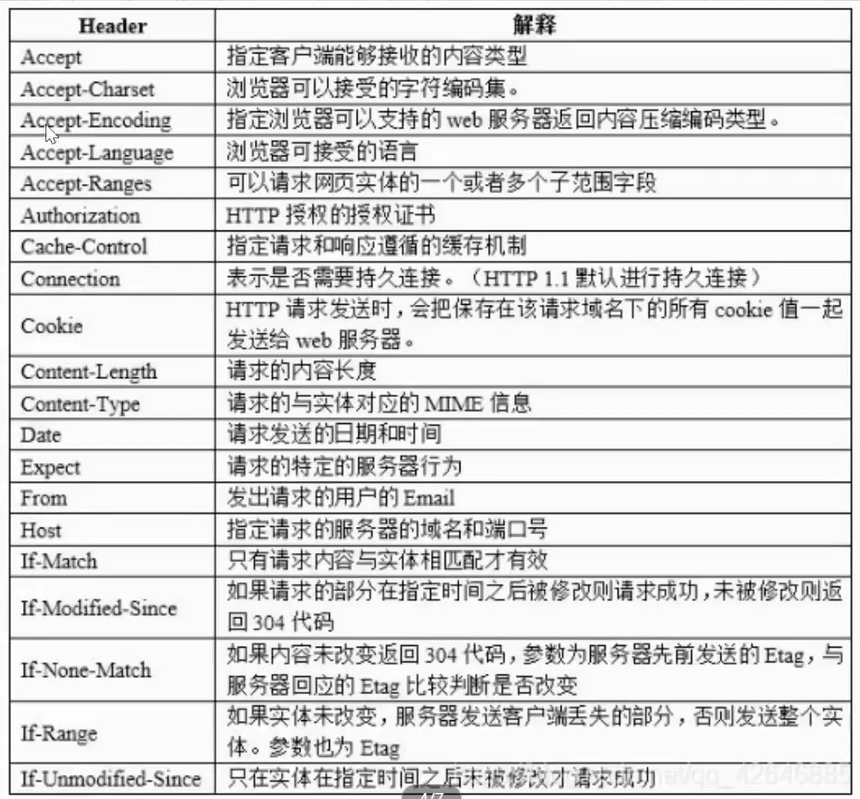 Header 解释
Accept 指定客户端能够接收的内容类型
Accept-Charset 浏览器可以接受的字符编码集。
Accept-Encoding 指定浏览器可以支持的 web 服务器返回内容压缩编码类型。
Accept-Language 浏览器可接受的语言
Accept-Ranges 可以请求网页实体的一个或者多个子范围字段
Authorization HTTP 授权的授权证书
Cache-Control 指定请求和响应遵循的缓存机制
Connection 表示是否需要持久连接。（HTTP 1.1 默认进行持久连接）
Cookie HTTP 请求发送时，会把保存在该请求域名下的所有 cookie 值一起
发送给 web 服务器。
Content-Length 请求的内容长度
Content-Type 请求的与实体对应的 MIME 信息
Date 请求发送的日期和时间
Expect 请求的特定的服务器行为
From 发出请求的用户的 Email
Host 指定请求的服务器的域名和端口号
If-Match 只有请求内容与实体相匹配才有效
If-Modified-Since 如果请求的部分在指定时间之后被修改则请求成功，未被修改则返
回 304 代码
If-None-Match 如果内容未改变返回 304 代码，参数为服务器先前发送的 Etag，与
服务器回应的 Etag 比较判断是否改变
If-Range 如果实体未改变，服务器发送客户端丢失的部分，否则发送整个实
体。参数也为 Etag
If-Unmodified-Since 只在实体在指定时间之后未被修改才请求成功